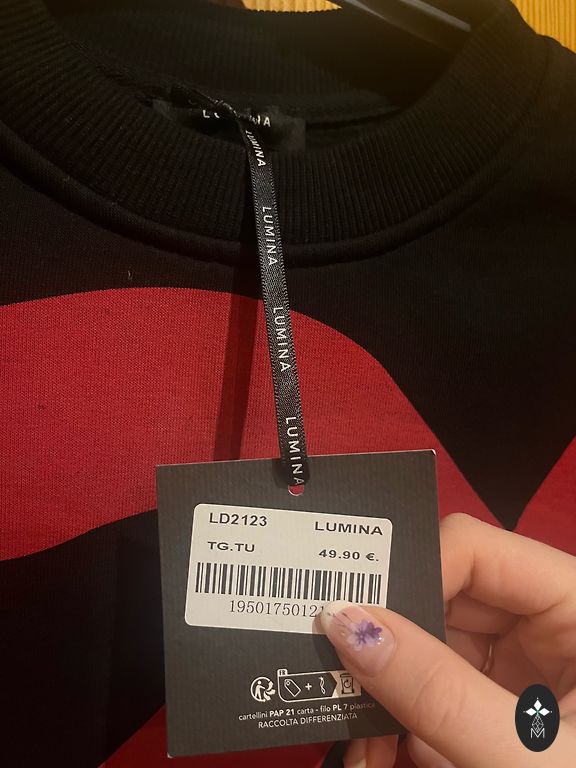 LUMINA
LUMINA
LUMINA
LUMINA
LD2123 LUMINA
TG.TU 49.90 €.
cartellini PAP 21 carta - filo PL 7 plastica
RACCOLTA DIFFERENZIATA